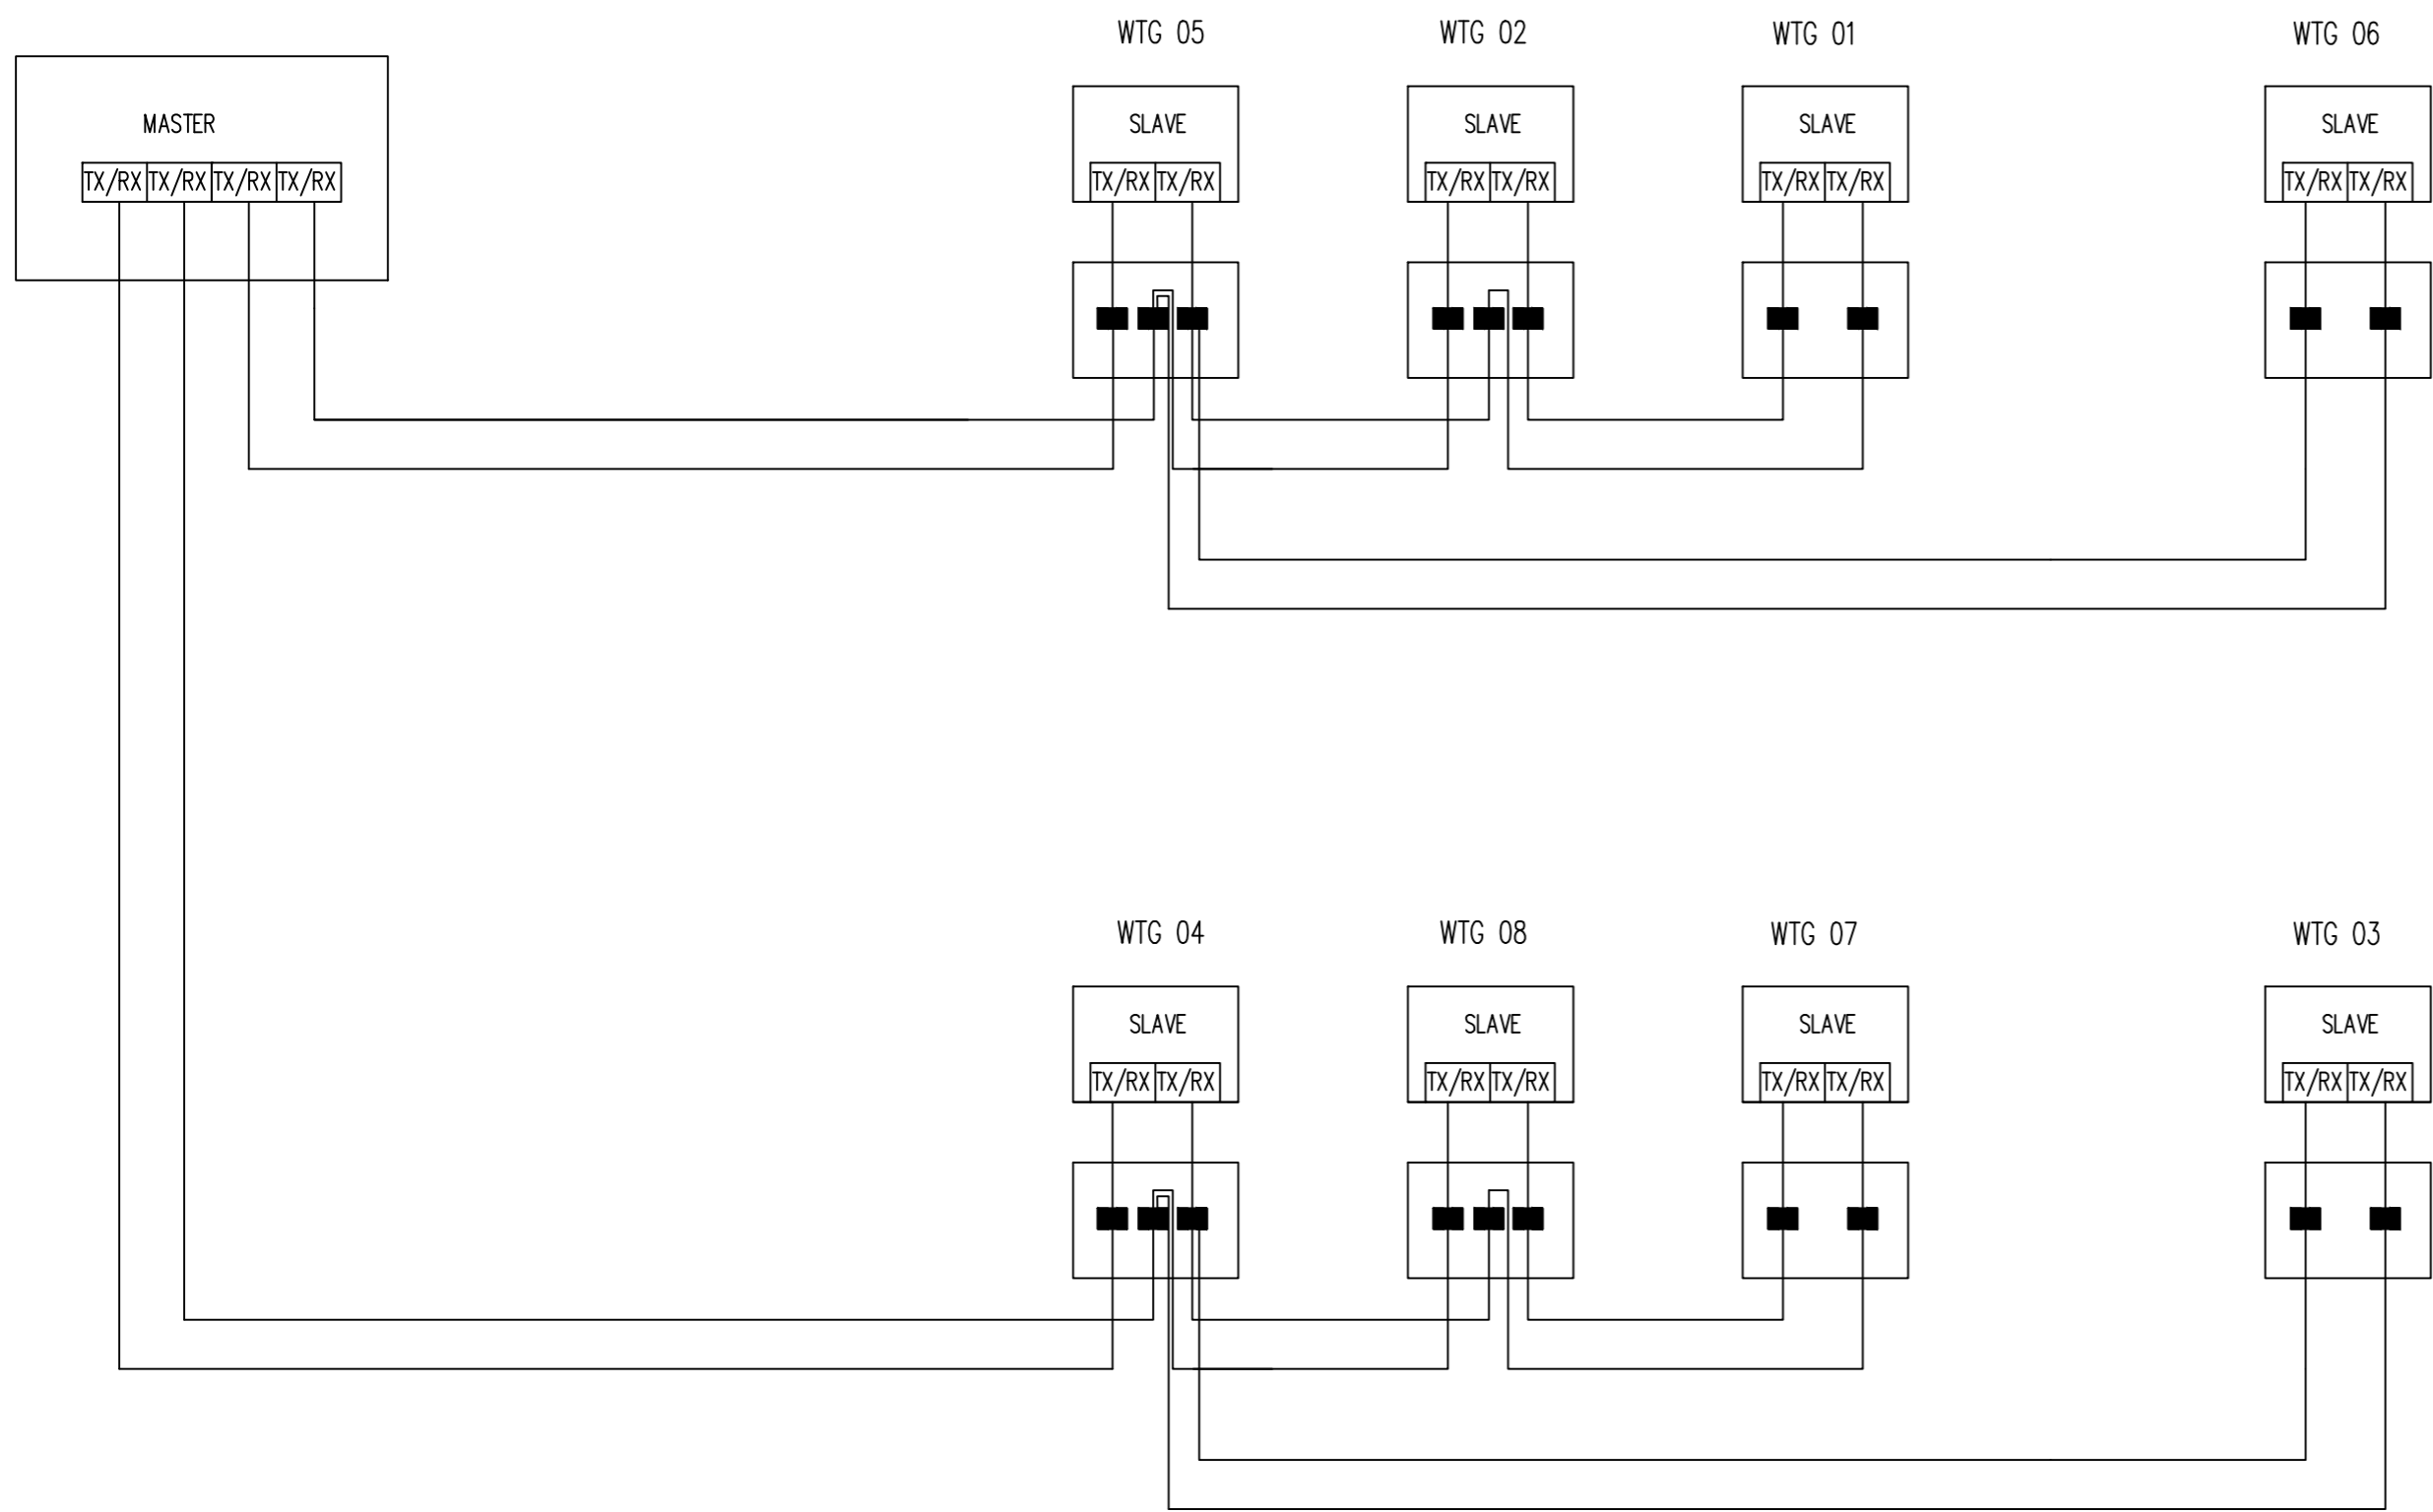 WTG 05 WTG 02 WTG 01 WTG 06
MASTER SLAVE SLAVE SLAVE SLAVE
TX/RX TX/RX TX/RX TX/RX TX/RX TX/RX TX/RX TX/RX TX/RX TX/RX TX/RX TX/RX
WTG 04 WTG 08 WTG 07 WTG 03
SLAVE SLAVE SLAVE SLAVE
TX/RX TX/RX TX/RX TX/RX TX/RX TX/RX TX/RX TX/RX